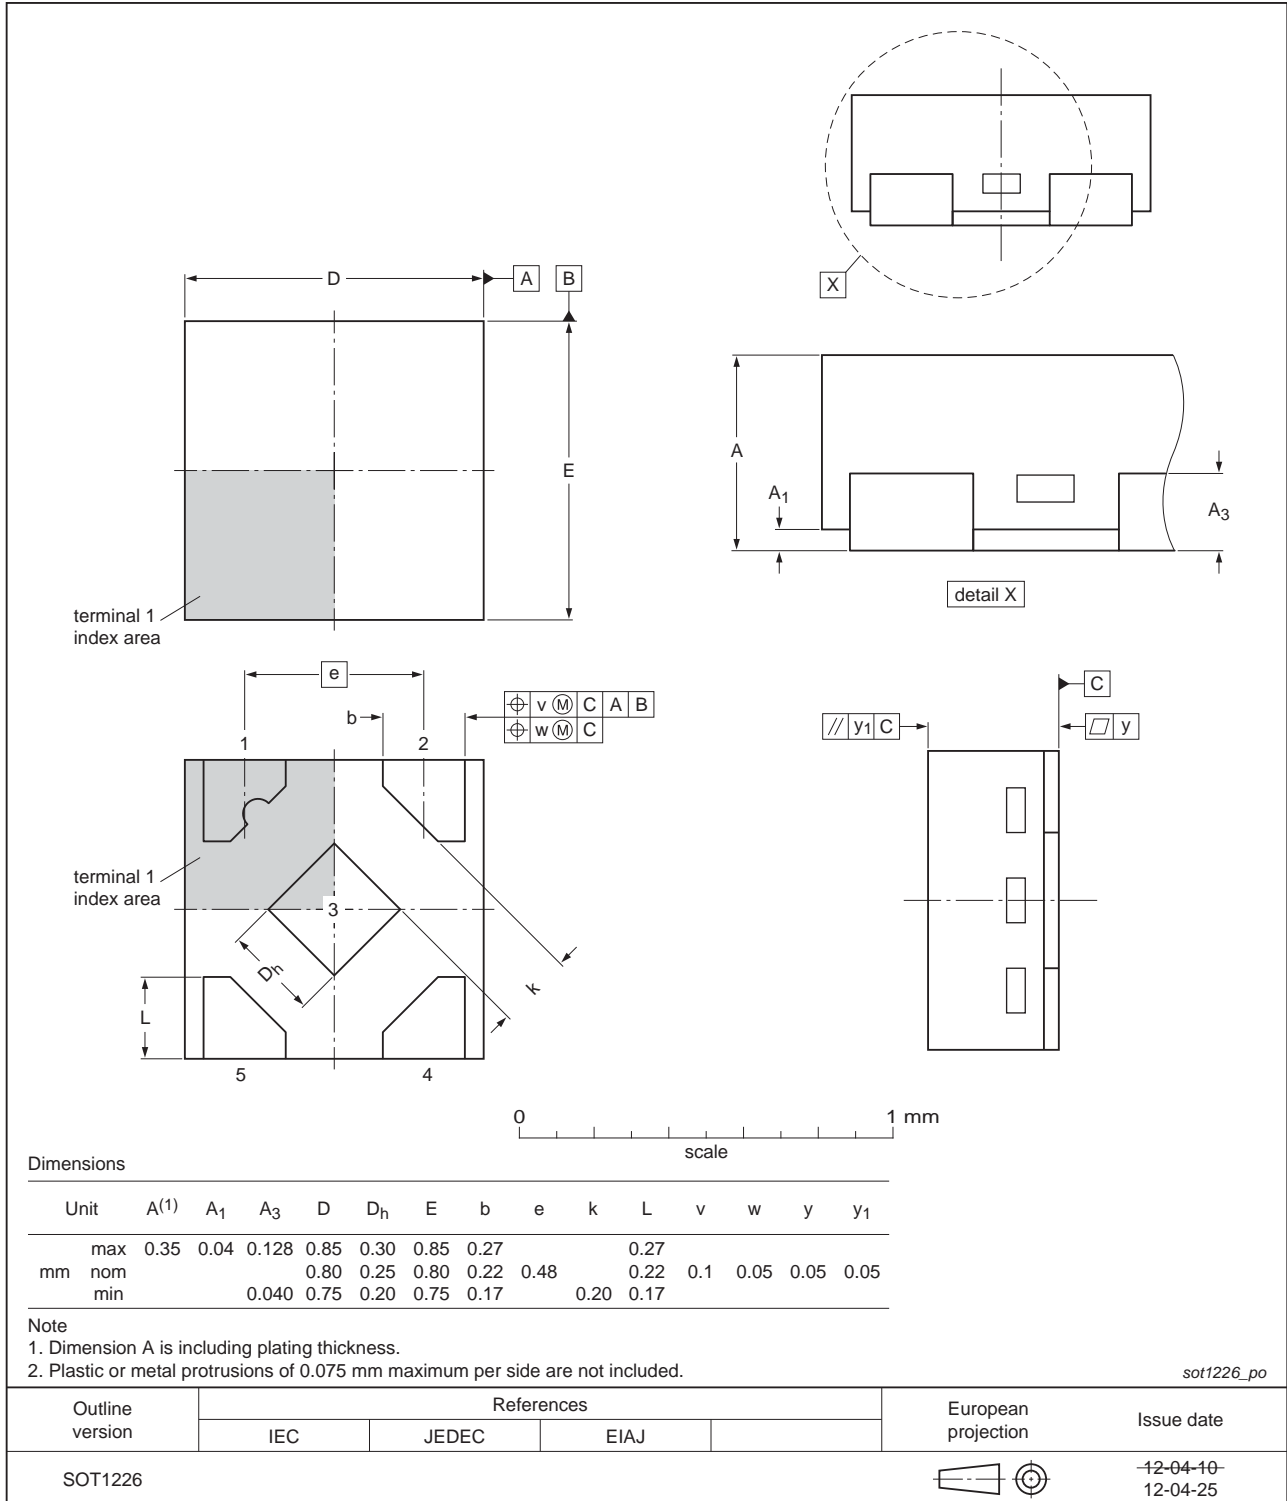 X
D
A
B
E
terminal 1
index area
A
A1
A3
detail X
e
b
v M C A B
w M C
1
2
terminal 1
index area
3
Dh
k
L
5
4
C
// y1 C
y
0
1 mm
scale
Dimensions
Unit A(1) A1 A3 D Dh E b e k L v w y y1
max 0.35 0.04 0.128 0.85 0.30 0.85 0.27 0.27
mm nom 0.80 0.25 0.80 0.22 0.48 0.22 0.1 0.05 0.05 0.05
min 0.040 0.75 0.20 0.75 0.17 0.20 0.17
Note
1. Dimension A is including plating thickness.
2. Plastic or metal protrusions of 0.075 mm maximum per side are not included.
sot1226_po
Outline
version
References
IEC
JEDEC
EIAJ
European
projection
Issue date
SOT1226
12-04-10
12-04-25